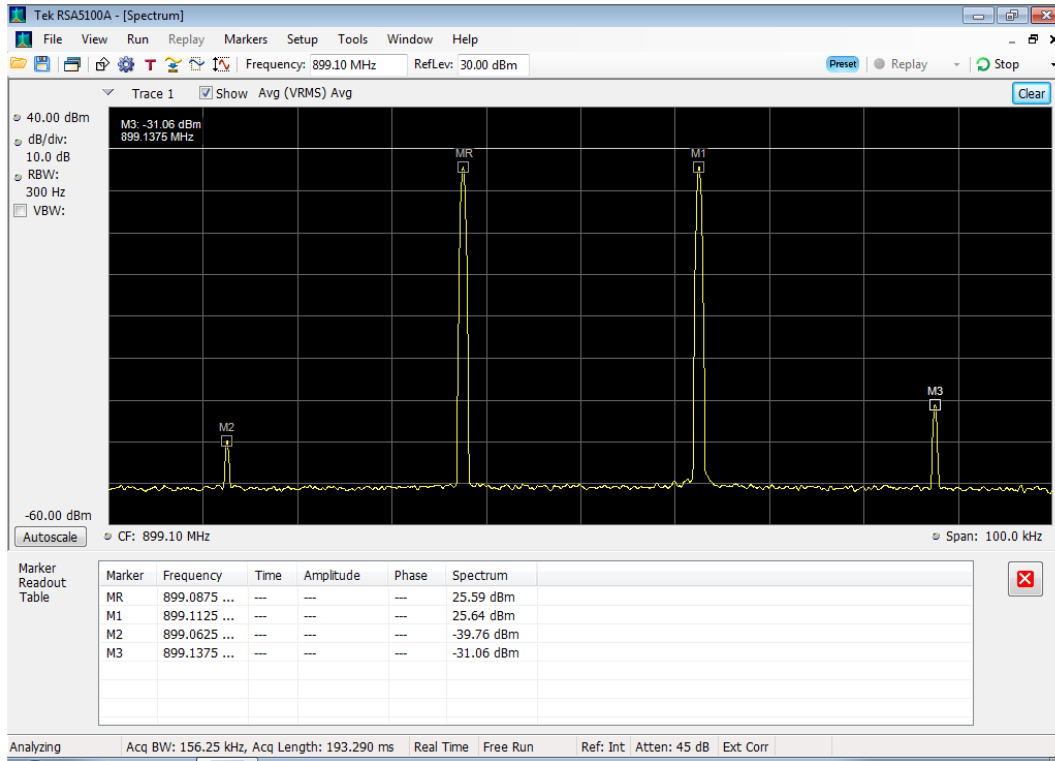 Tek RSA5100A - [Spectrum]
File View Run Replay Markers Setup Tools Window Help
T Frequency: 899.10 MHz RefLev: 30.00 dBm Preset Replay Stop
Trace 1 Show Avg (VRMS) Avg Clear
40.00 dBm
dB/div:
10.0 dB
RBW:
300 Hz
VBW:
M3: -31.06 dBm
899.1375 MHz
MR
M1
M3
M2
-60.00 dBm
Autoscale CF: 899.10 MHz Span: 100.0 kHz
Marker
Readout
Table
Marker Frequency Time Amplitude Phase Spectrum
MR 899.0875 ... --- --- --- 25.59 dBm
M1 899.1125 ... --- --- --- 25.64 dBm
M2 899.0625 ... --- --- --- -39.76 dBm
M3 899.1375 ... --- --- --- -31.06 dBm
Analyzing Acq BW: 156.25 kHz, Acq Length: 193.290 ms Real Time Free Run Ref: Int Atten: 45 dB Ext Corr